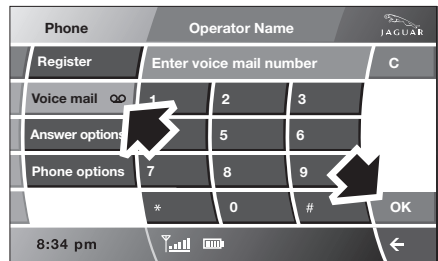 Phone Operator Name JAGUAR
Register Enter voice mail number C
Voice mail 1 2 3
Answer options 5 6
Phone options 7 8 9
* 0 # OK
8:34 pm